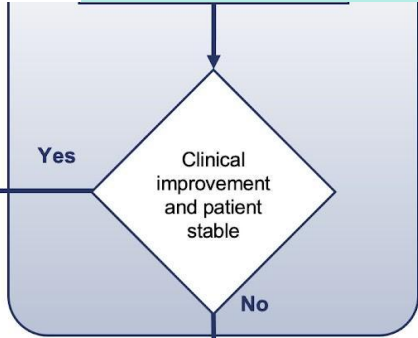 Yes
Clinical
improvement
and patient
stable
No